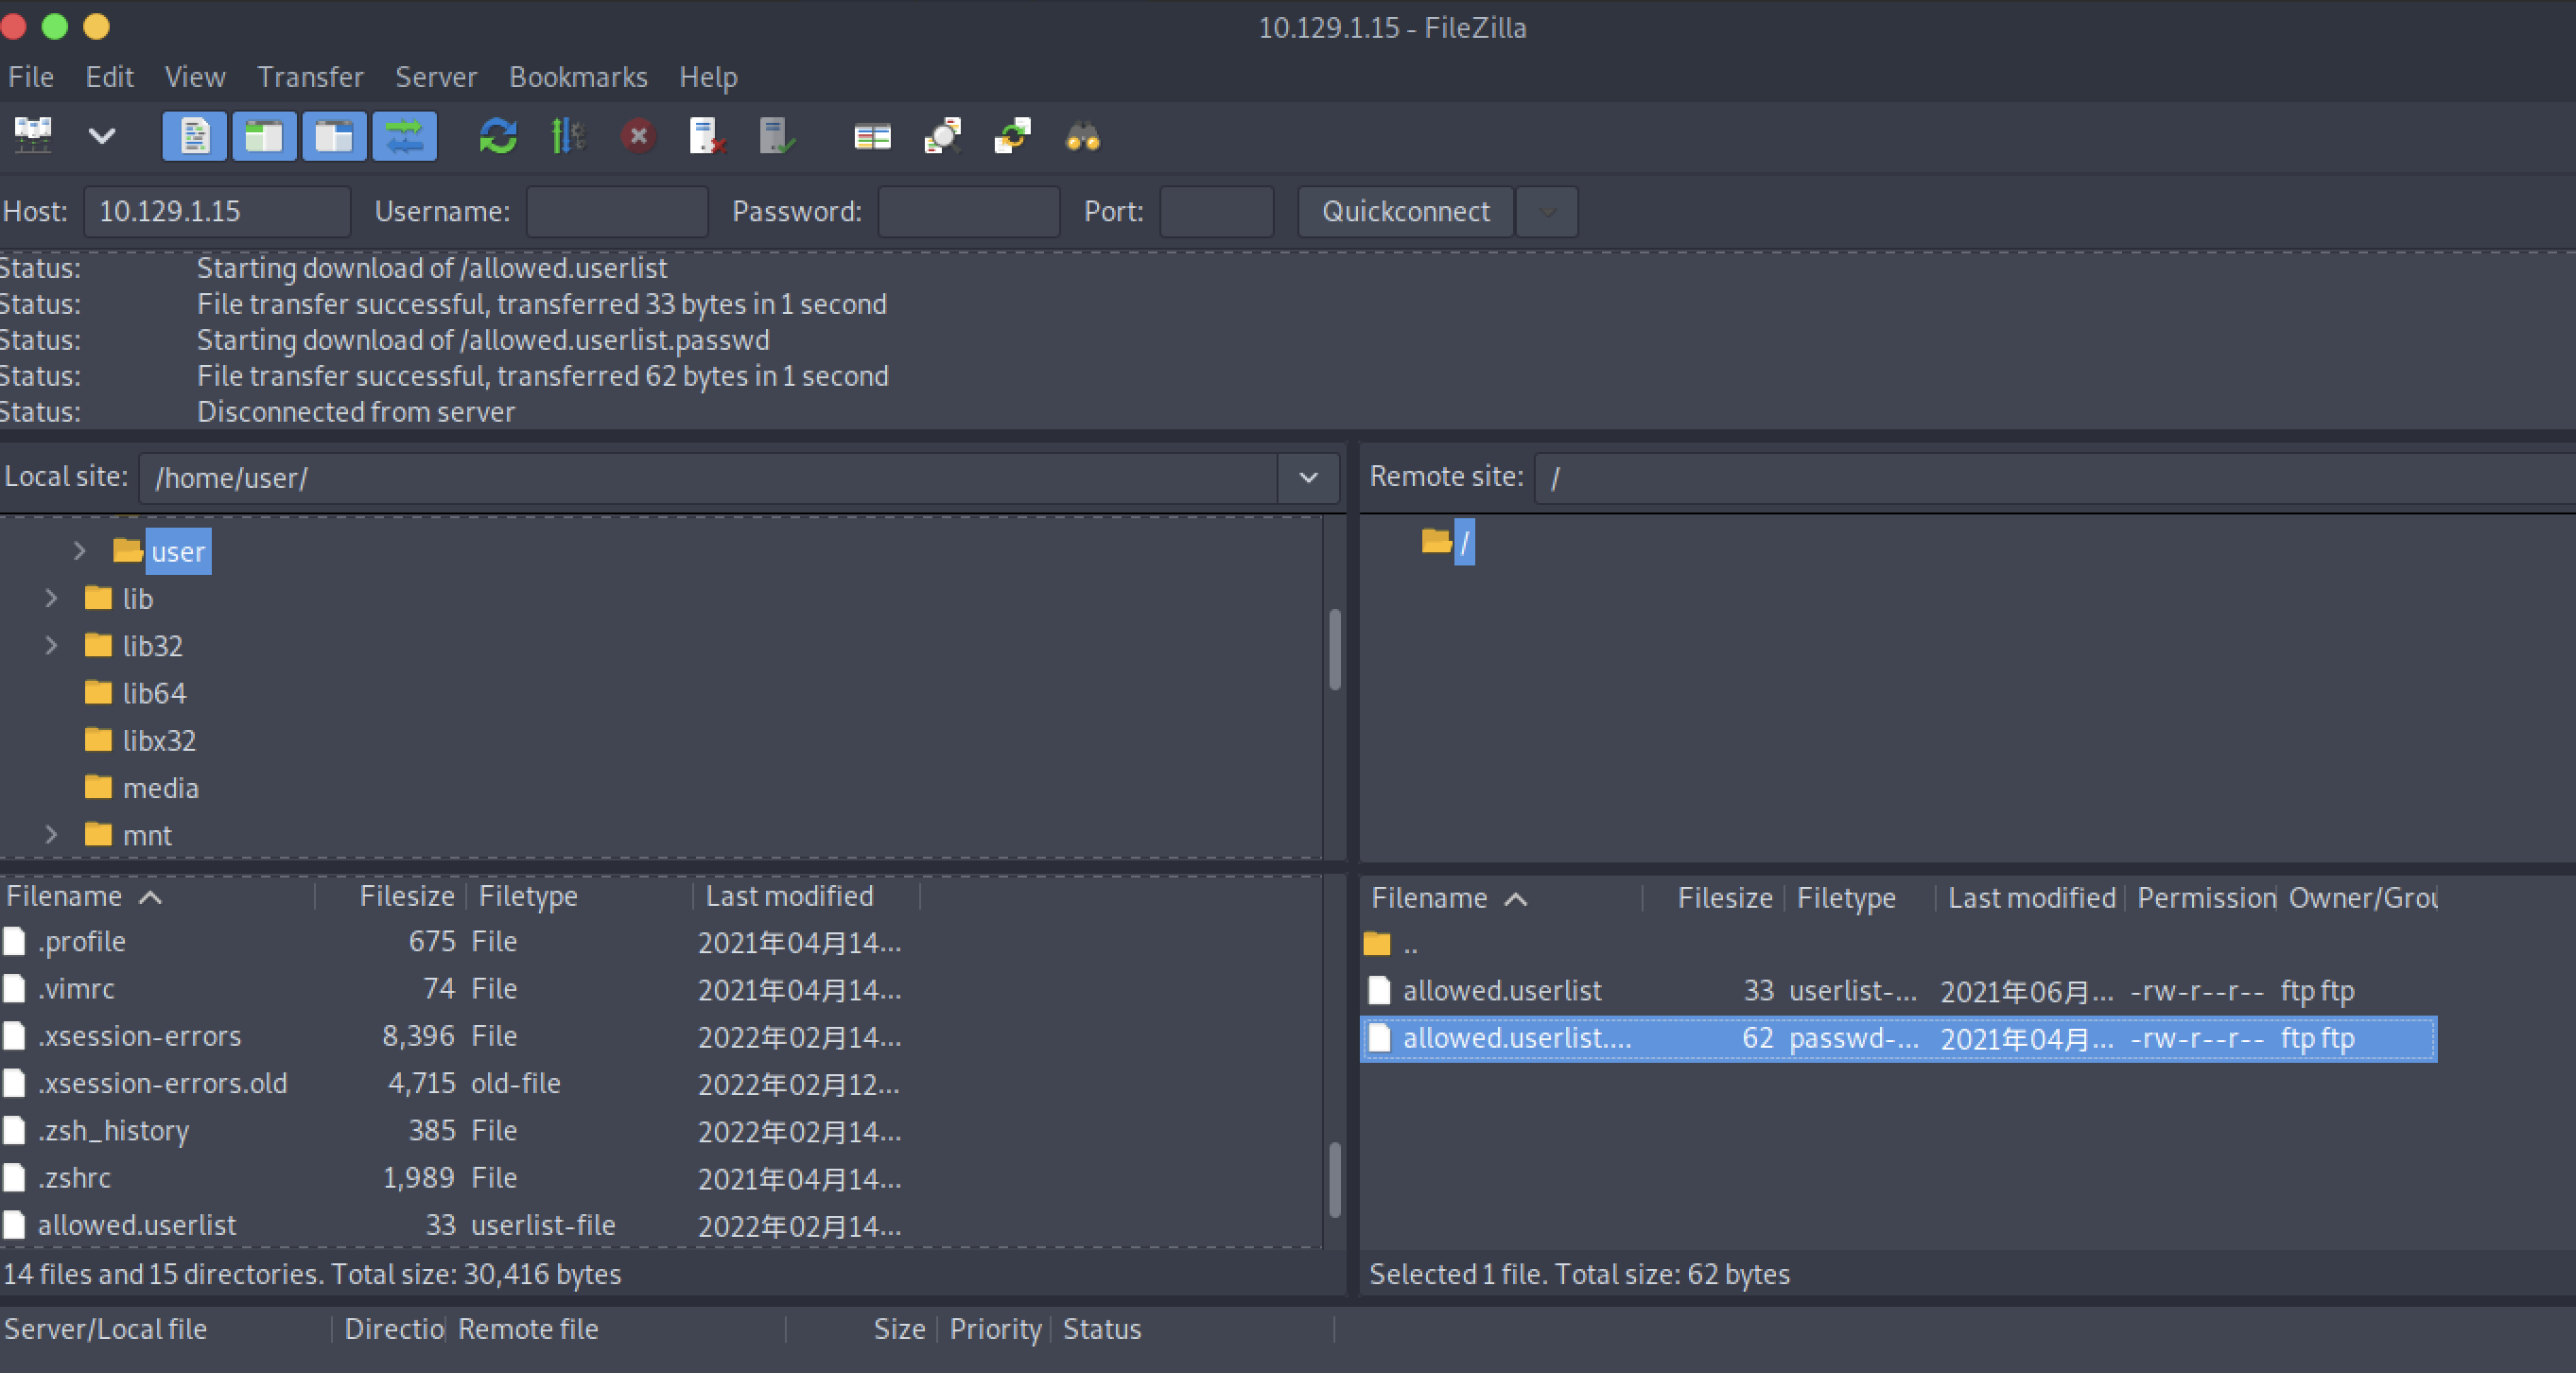 10.129.1.15 - FileZilla
File Edit View Transfer Server Bookmarks Help
Host: 10.129.1.15 Username: Password: Port: Quickconnect
Status: Starting download of /allowed.userlist
Status: File transfer successful, transferred 33 bytes in 1 second
Status: Starting download of /allowed.userlist.passwd
Status: File transfer successful, transferred 62 bytes in 1 second
Status: Disconnected from server
Local site: /home/user/
user
lib
lib32
lib64
libx32
media
mnt
Filename Filesize Filetype Last modified
.profile 675 File 2021年04月14...
.vimrc 74 File 2021年04月14...
.xsession-errors 8,396 File 2022年02月14...
.xsession-errors.old 4,715 old-file 2022年02月12...
.zsh_history 385 File 2022年02月14...
.zshrc 1,989 File 2021年04月14...
allowed.userlist 33 userlist-file 2022年02月14...
14 files and 15 directories. Total size: 30,416 bytes
Remote site: /
/
Filename Filesize Filetype Last modified Permission Owner/Grou
..
allowed.userlist 33 userlist-... 2021年06月... -rw-r--r-- ftp ftp
allowed.userlist.... 62 passwd-... 2021年04月... -rw-r--r-- ftp ftp
Selected 1 file. Total size: 62 bytes
Server/Local file Directio Remote file Size Priority Status